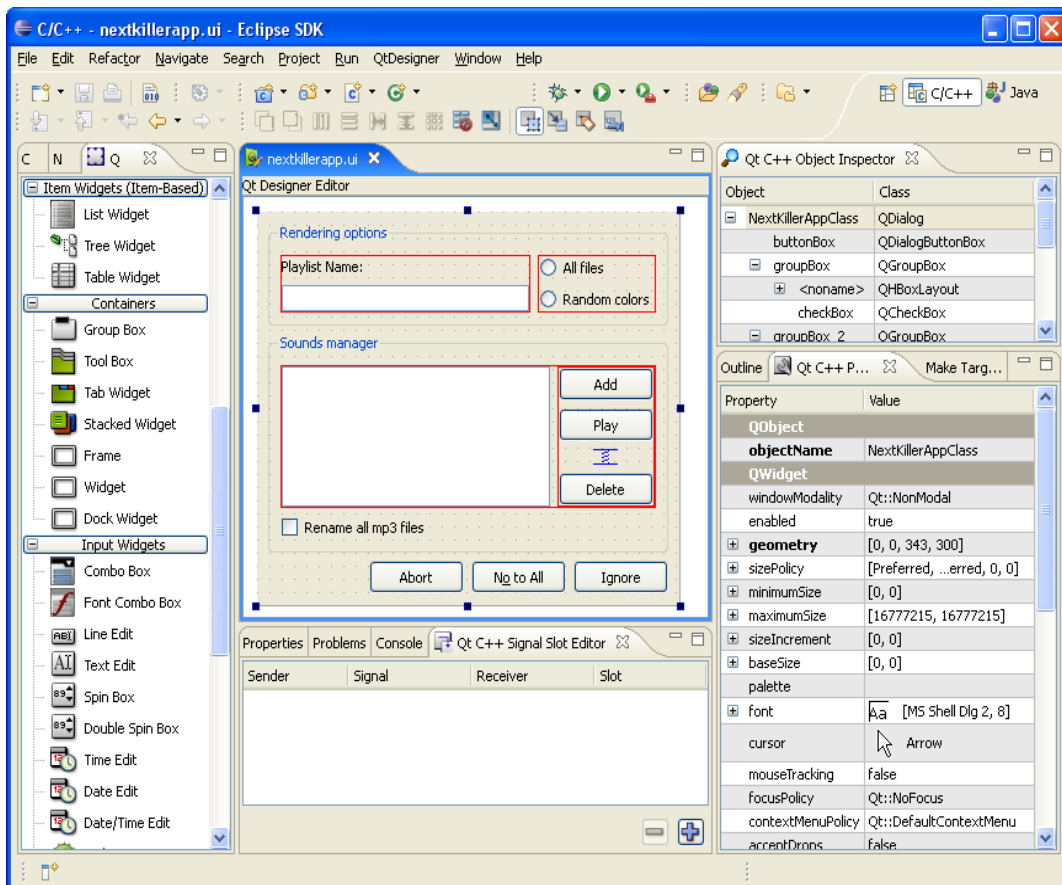 C/C++ - nextkillerapp.ui - Eclipse SDK
File Edit Refactor Navigate Search Project Run QtDesigner Window Help
C/C++ Java
C N Q
Item Widgets (Item-Based)
List Widget
Tree Widget
Table Widget
Containers
Group Box
Tool Box
Tab Widget
Stacked Widget
Frame
Widget
Dock Widget
Input Widgets
Combo Box
Font Combo Box
Line Edit
Text Edit
Spin Box
Double Spin Box
Time Edit
Date Edit
Date/Time Edit
nextkillerapp.ui
Qt Designer Editor
Rendering options
Playlist Name:
All files
Random colors
Sounds manager
Add
Play
Delete
Rename all mp3 files
Abort No to All Ignore
Properties Problems Console Qt C++ Signal Slot Editor
Sender Signal Receiver Slot
Qt C++ Object Inspector
Object Class
NextKillerAppClass QDialog
buttonBox QDialogButtonBox
groupBox QGroupBox
<noname> QHBoxLayout
checkBox QCheckBox
groupBox_2 QGroupBox
Outline Qt C++ P... Make Targ...
Property Value
QObject
objectName NextKillerAppClass
QWidget
windowModality Qt::NonModal
enabled true
geometry [0, 0, 343, 300]
sizePolicy [Preferred, ...erred, 0, 0]
minimumSize [0, 0]
maximumSize [16777215, 16777215]
sizeIncrement [0, 0]
baseSize [0, 0]
palette
font Aa [MS Shell Dlg 2, 8]
cursor Arrow
mouseTracking false
focusPolicy Qt::NoFocus
contextMenuPolicy Qt::DefaultContextMenu
acceptDrops false